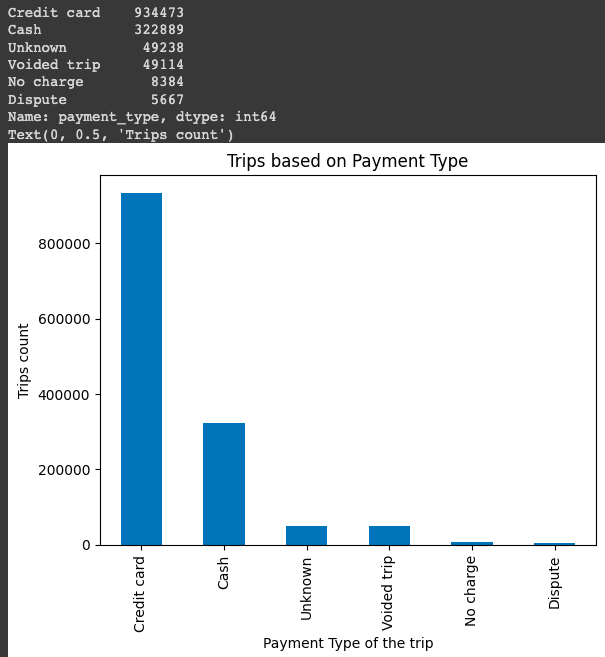 Credit card    934473
Cash           322889
Unknown         49238
Voided trip     49114
No charge        8384
Dispute          5667
Name: payment_type, dtype: int64
Text(0, 0.5, 'Trips count')
Trips based on Payment Type
Trips count
800000
600000
400000
200000
0
Credit card
Cash
Unknown
Voided trip
No charge
Dispute
Payment Type of the trip